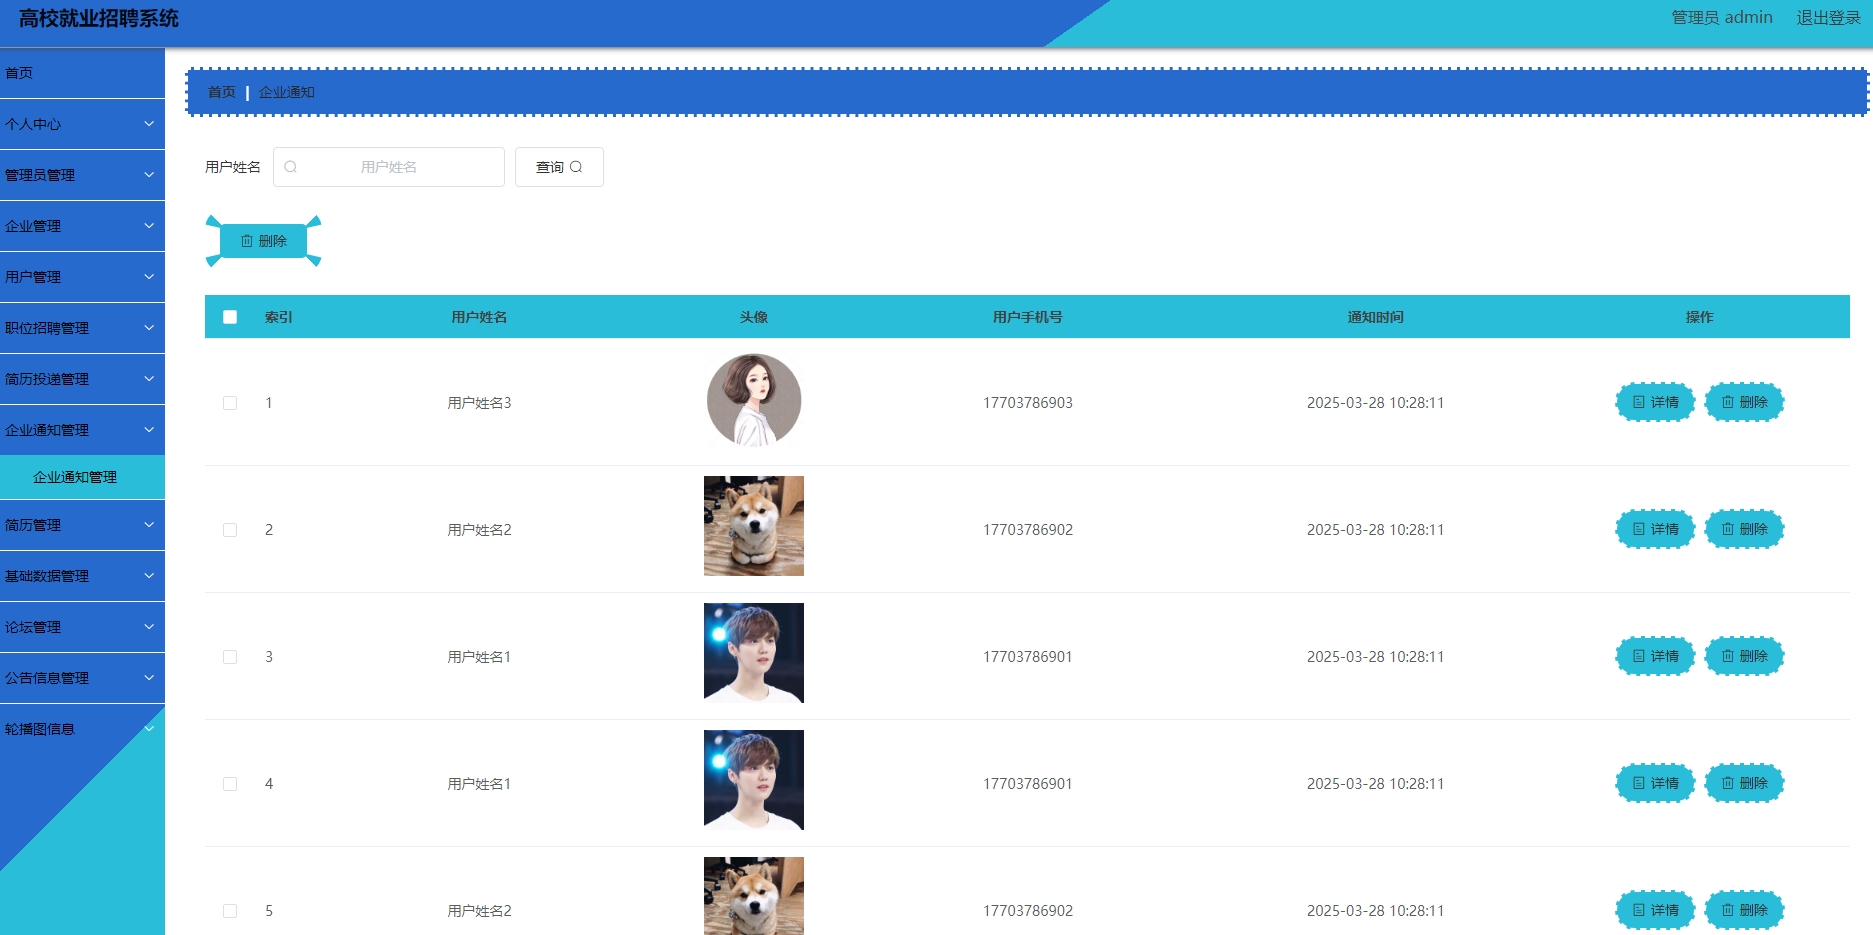 高校就业招聘系统
管理员 admin 退出登录
首页
个人中心
管理员管理
企业管理
用户管理
职位招聘管理
简历投递管理
企业通知管理
企业通知管理
简历管理
基础数据管理
论坛管理
公告信息管理
轮播图信息
首页 | 企业通知
用户姓名 用户姓名 查询
删除
索引 用户姓名 头像 用户手机号 通知时间 操作
1 用户姓名3 17703786903 2025-03-28 10:28:11 详情 删除
2 用户姓名2 17703786902 2025-03-28 10:28:11 详情 删除
3 用户姓名1 17703786901 2025-03-28 10:28:11 详情 删除
4 用户姓名1 17703786901 2025-03-28 10:28:11 详情 删除
5 用户姓名2 17703786902 2025-03-28 10:28:11 详情 删除